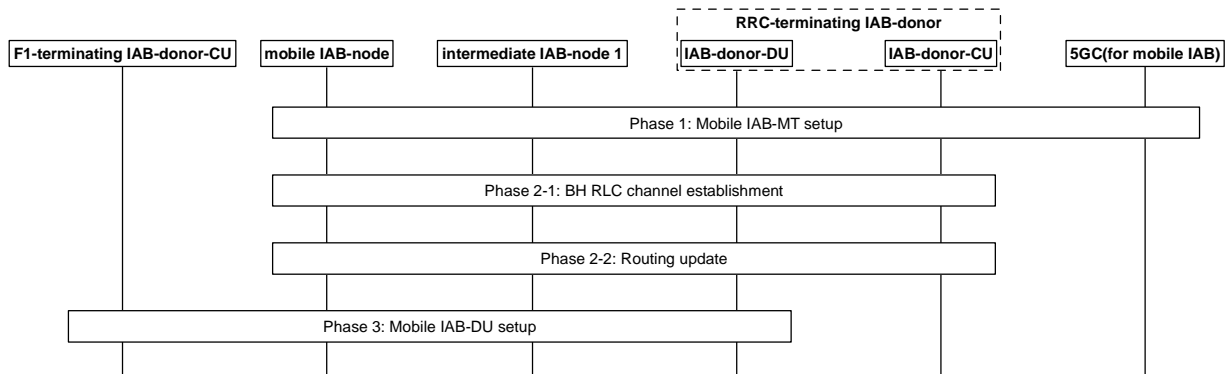 RRC-terminating IAB-donor
F1-terminating IAB-donor-CU
mobile IAB-node
intermediate IAB-node 1
IAB-donor-DU
IAB-donor-CU
5GC(for mobile IAB)
Phase 1: Mobile IAB-MT setup
Phase 2-1: BH RLC channel establishment
Phase 2-2: Routing update
Phase 3: Mobile IAB-DU setup